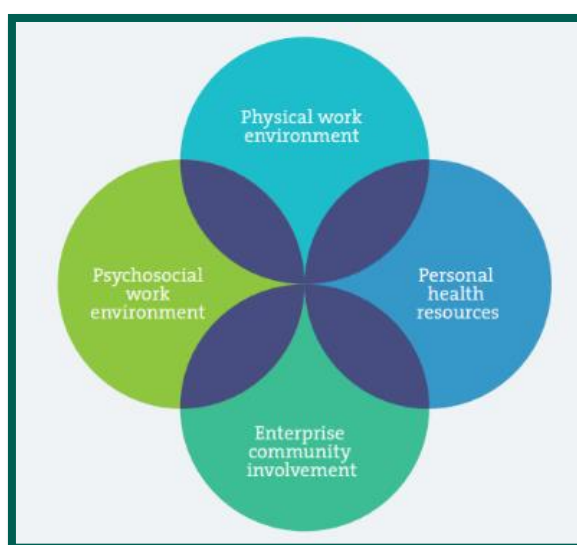 Physical work
environment
Psychosocial
work
environment
Personal
health
resources
Enterprise
community
involvement